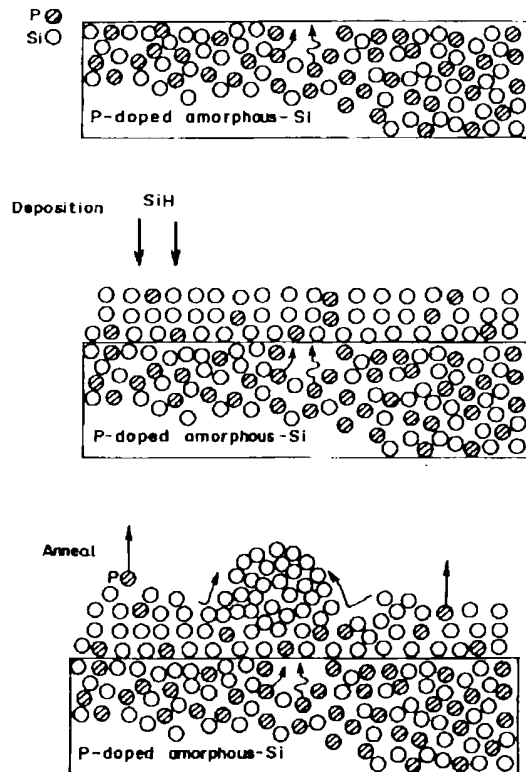 P
Si
P-doped amorphous-Si
Deposition
SiH
P-doped amorphous-Si
Anneal
P
P-doped amorphous-Si